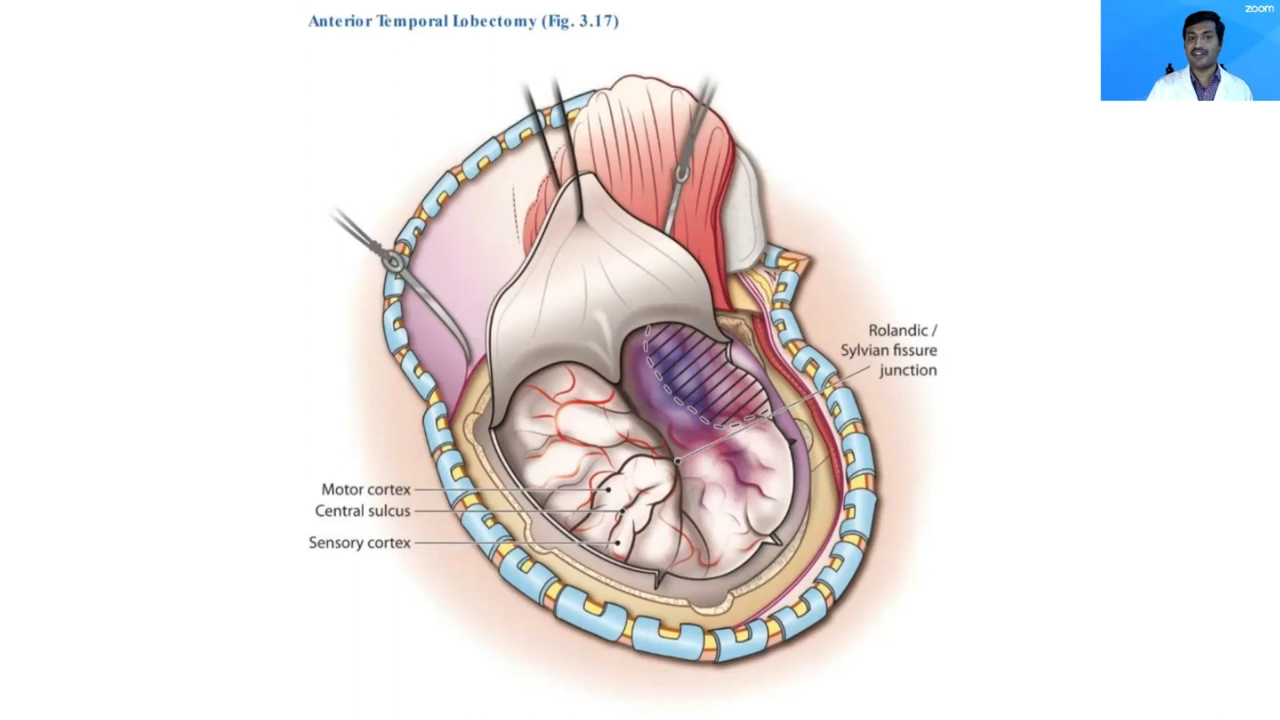 Anterior Temporal Lobectomy (Fig. 3.17)
zoom
Rolandic /
Sylvian fissure
junction
Motor cortex
Central sulcus
Sensory cortex